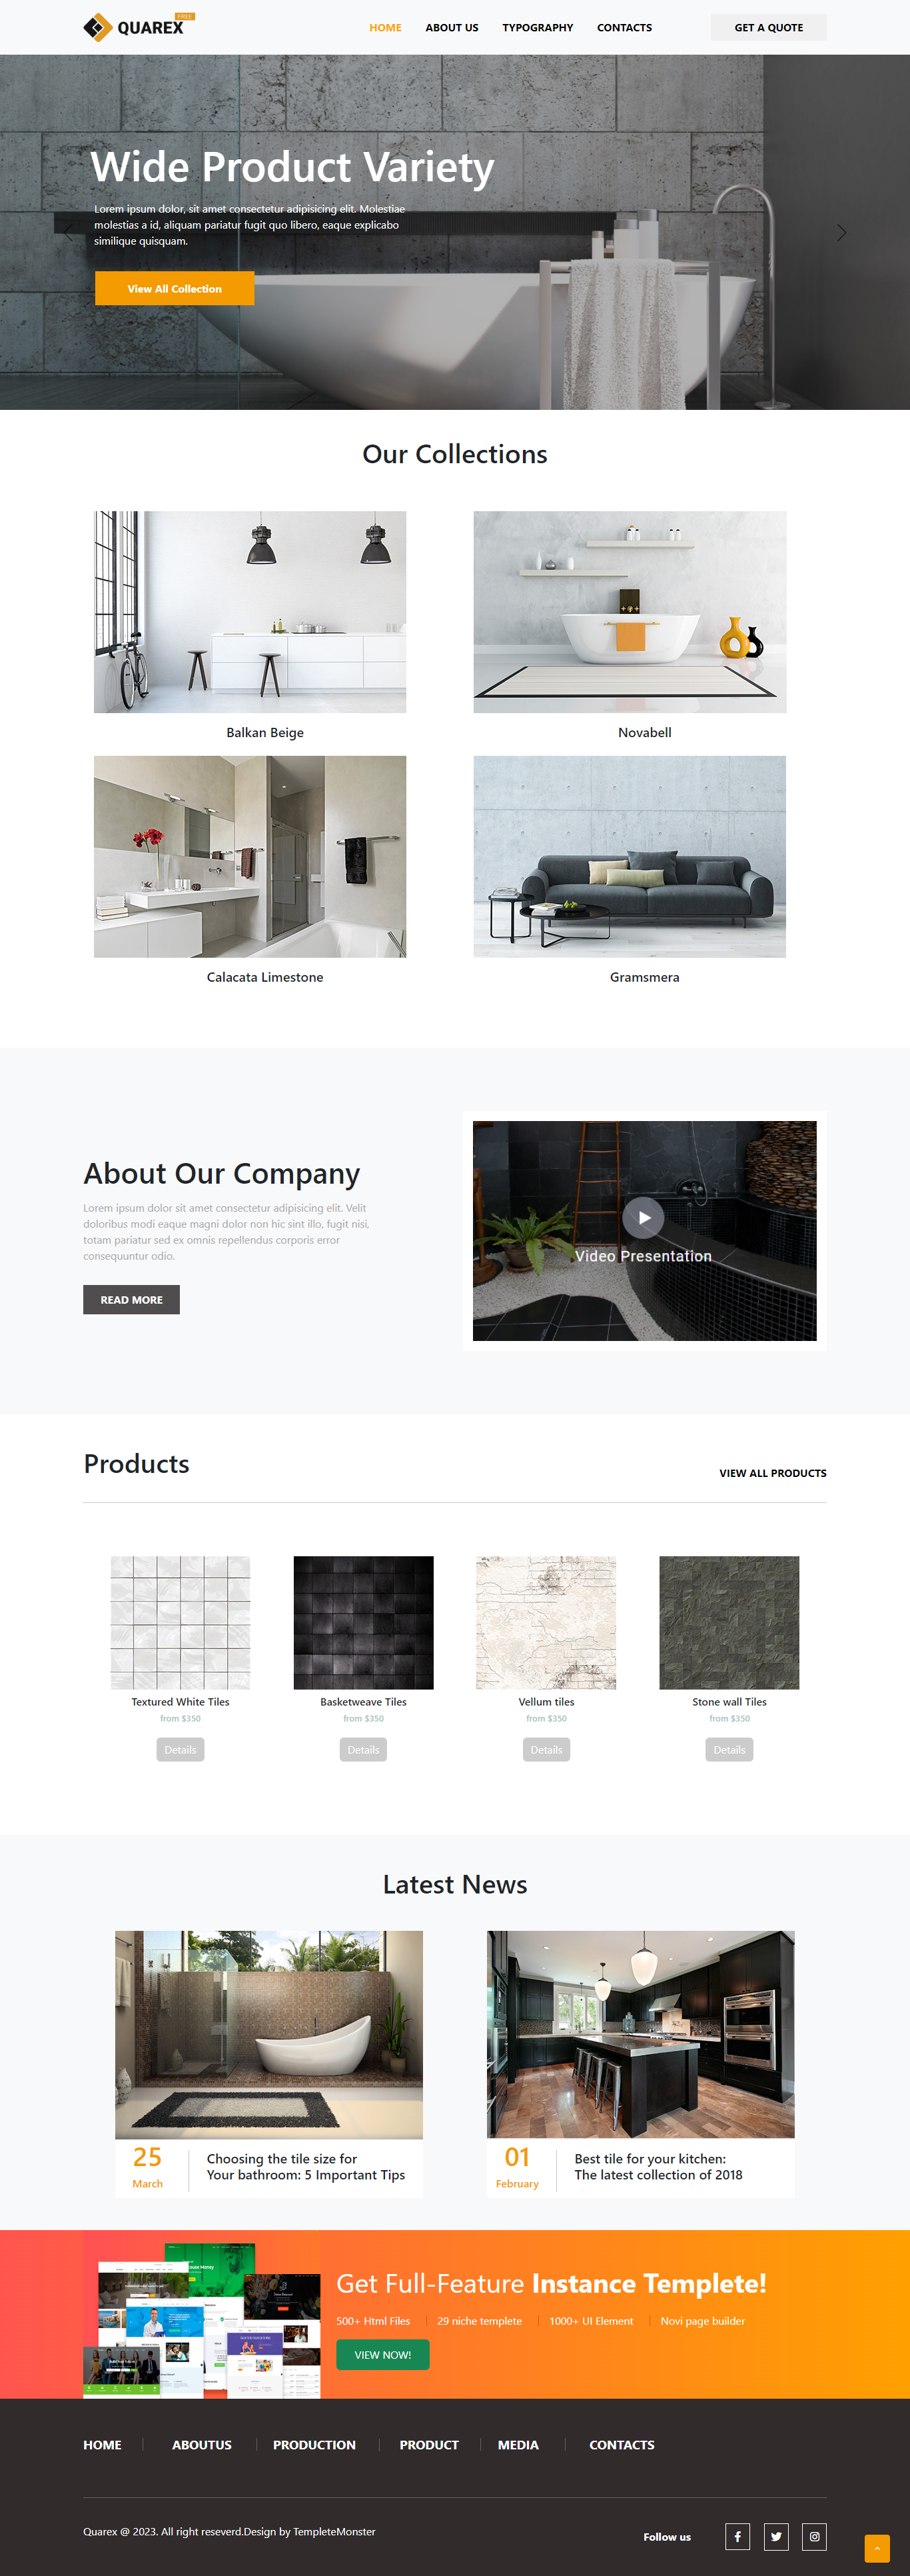 QUAREX
FREE
HOME ABOUT US TYPOGRAPHY CONTACTS GET A QUOTE
Wide Product Variety
Lorem ipsum dolor, sit amet consectetur adipisicing elit. Molestiae
molestias a id, aliquam pariatur fugit quo libero, eaque explicabo
similique quisquam.
View All Collection
Our Collections
Balkan Beige
Novabell
Calacata Limestone
Gramsmera
About Our Company
Lorem ipsum dolor sit amet consectetur adipisicing elit. Velit
doloribus modi eaque magni dolor non hic sint illo, fugit nisi,
totam pariatur sed ex omnis repellendus corporis error
consequuntur odio.
READ MORE
Video Presentation
Products
VIEW ALL PRODUCTS
Textured White Tiles
from $350
Details
Basketweave Tiles
from $350
Details
Vellum tiles
from $350
Details
Stone wall Tiles
from $350
Details
Latest News
25
March
Choosing the tile size for
Your bathroom: 5 Important Tips
01
February
Best tile for your kitchen:
The latest collection of 2018
Get Full-Feature Instance Templete!
500+ Html Files 29 niche templete 1000+ UI Element Novi page builder
VIEW NOW!
HOME ABOUTUS PRODUCTION PRODUCT MEDIA CONTACTS
Quarex @ 2023. All right reseverd.Design by TempleteMonster
Follow us